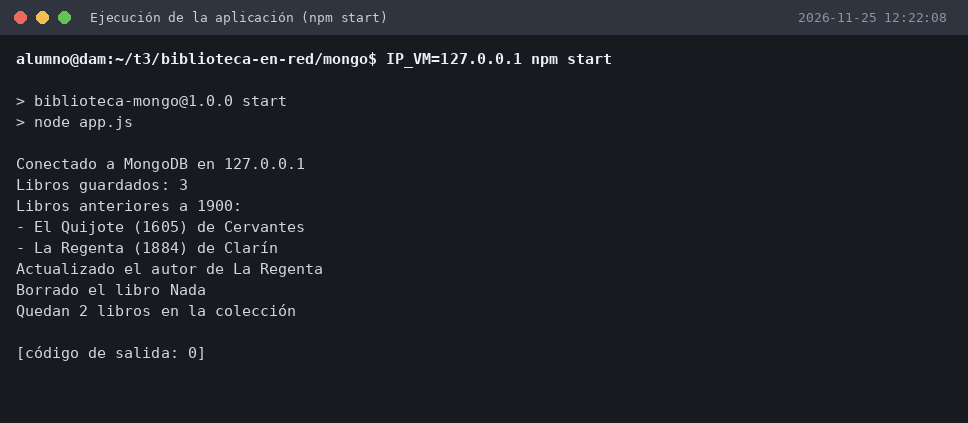 Ejecución de la aplicación (npm start) 2026-11-25 12:22:08
alumno@dam:~/t3/biblioteca-en-red/mongo$ IP_VM=127.0.0.1 npm start
> biblioteca-mongo@1.0.0 start
> node app.js
Conectado a MongoDB en 127.0.0.1
Libros guardados: 3
Libros anteriores a 1900:
- El Quijote (1605) de Cervantes
- La Regenta (1884) de Clarín
Actualizado el autor de La Regenta
Borrado el libro Nada
Quedan 2 libros en la colección
[código de salida: 0]